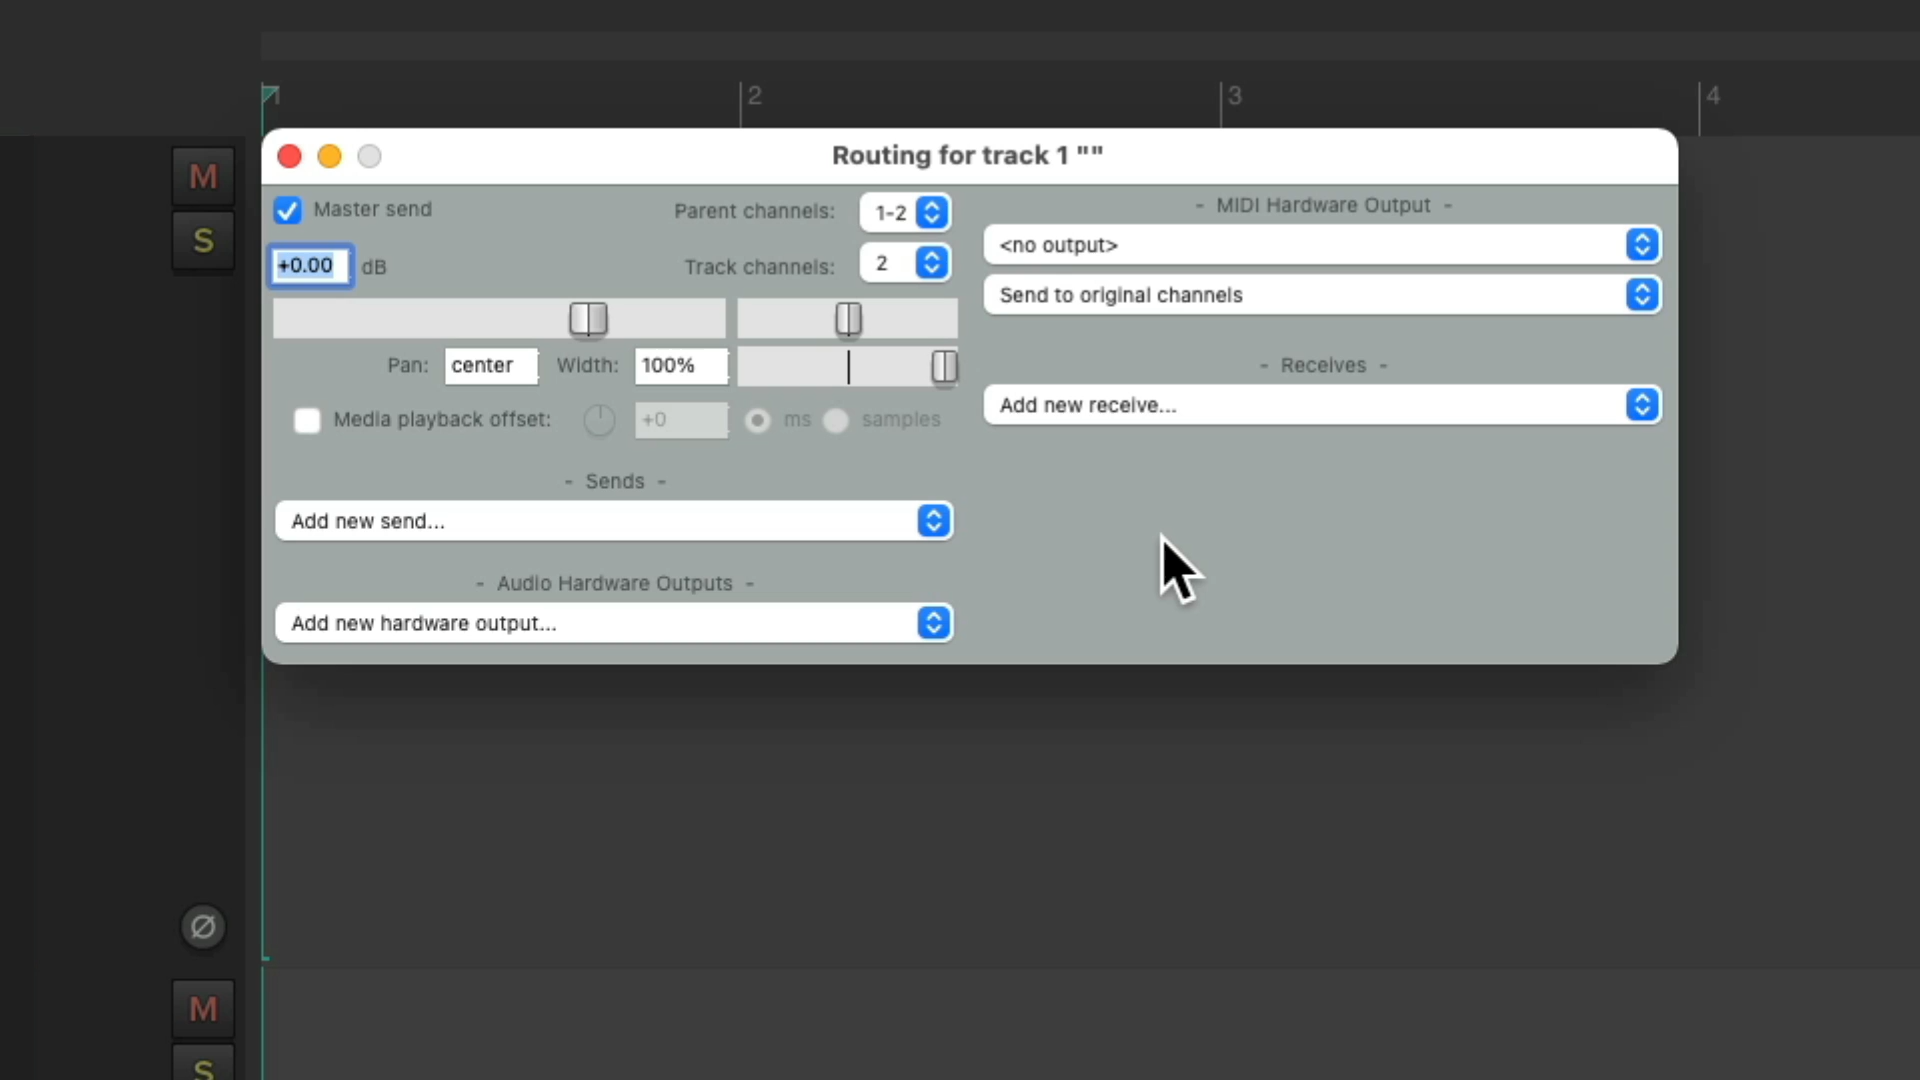 1
2
3
4
Routing for track 1 ""
M
S
Master send
Parent channels:
1-2
+0.00
dB
Track channels:
2
Pan:
center
Width:
100%
Media playback offset:
+0
ms
samples
- Sends -
Add new send...
- Audio Hardware Outputs -
Add new hardware output...
- MIDI Hardware Output -
<no output>
Send to original channels
- Receives -
Add new receive...
M
S